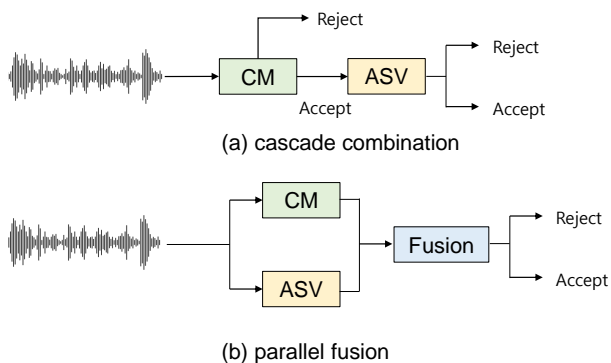 Reject
CM
Accept
ASV
Reject
Accept
(a) cascade combination
CM
ASV
Fusion
Reject
Accept
(b) parallel fusion